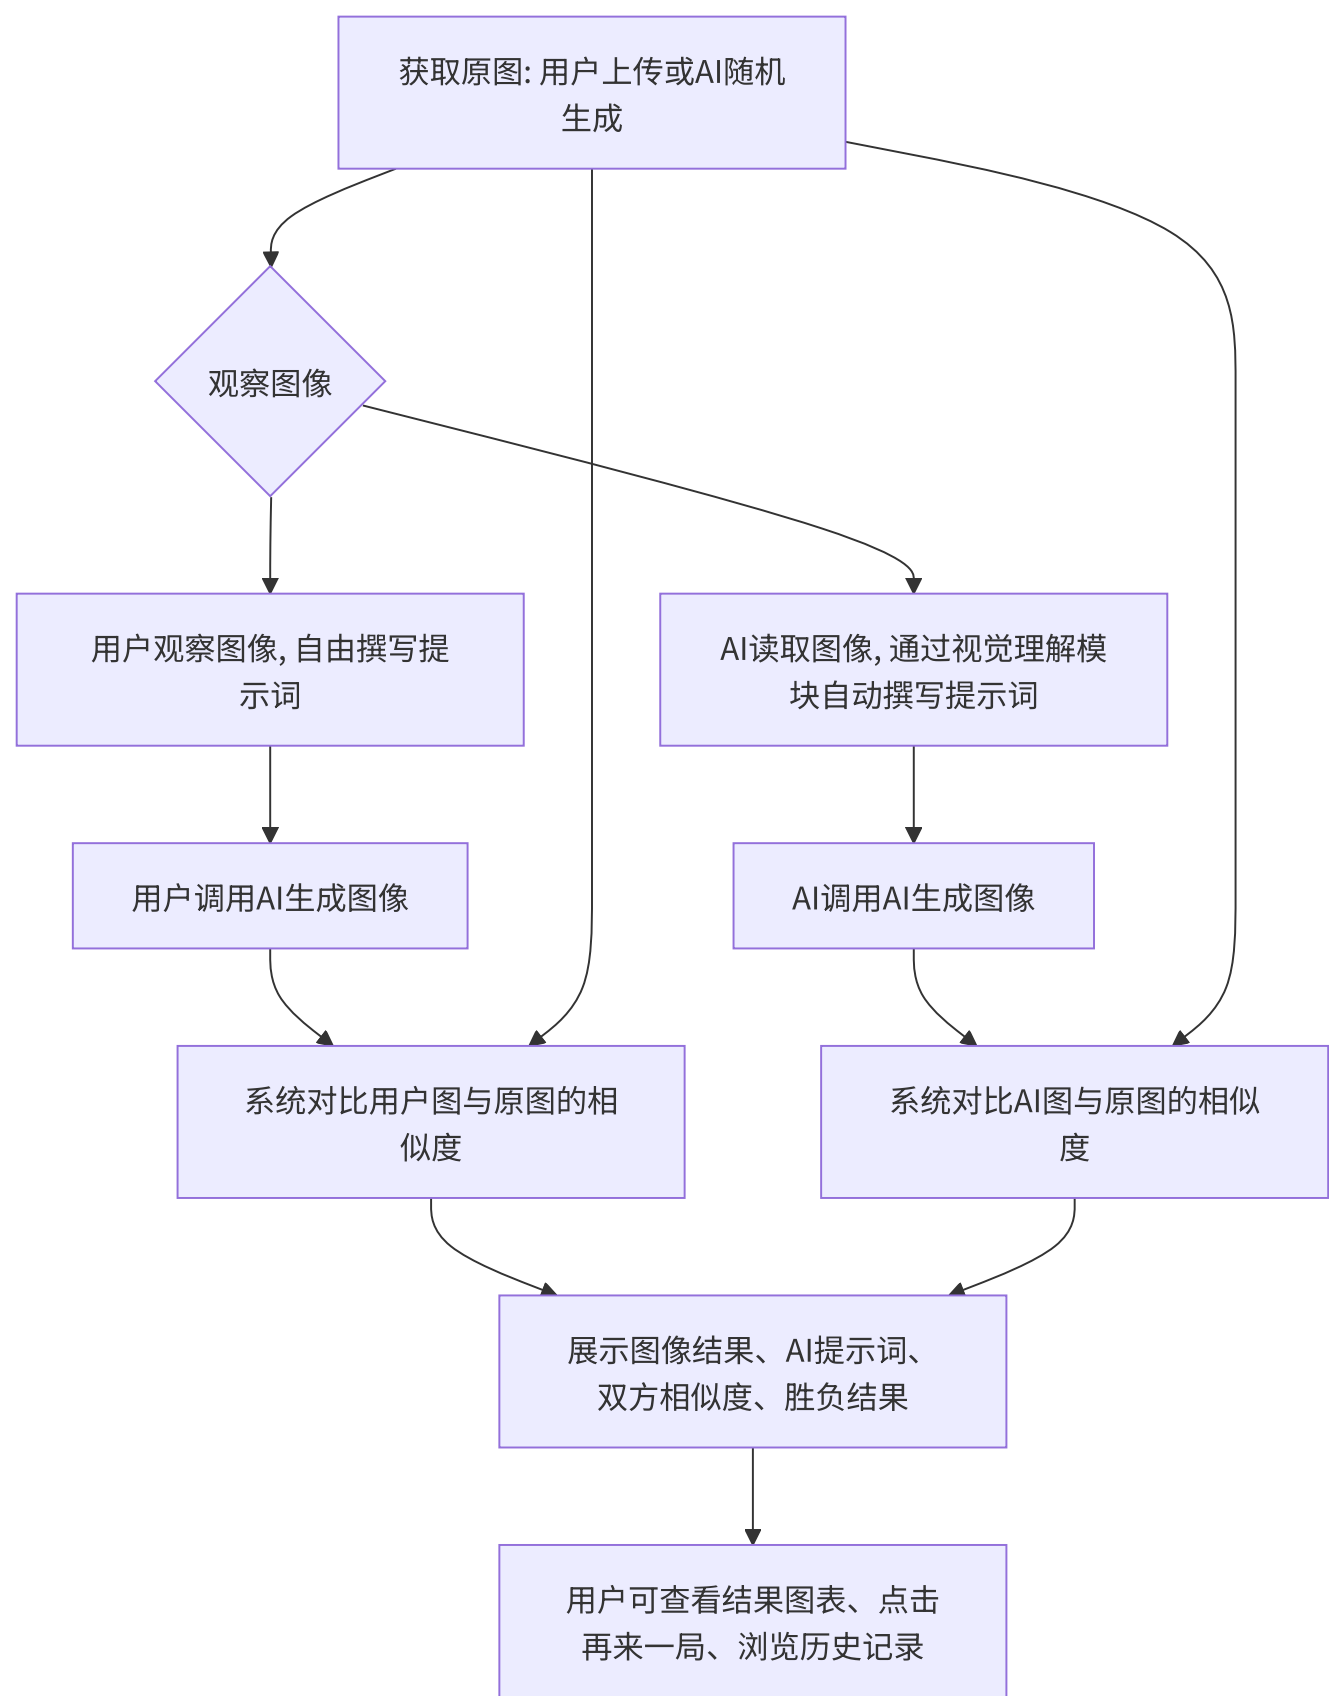 获取原图: 用户上传或AI随机
生成
观察图像
用户观察图像, 自由撰写提
示词
AI读取图像, 通过视觉理解模
块自动撰写提示词
用户调用AI生成图像
AI调用AI生成图像
系统对比用户图与原图的相
似度
系统对比AI图与原图的相似
度
展示图像结果、AI提示词、
双方相似度、胜负结果
用户可查看结果图表、点击
再来一局、浏览历史记录